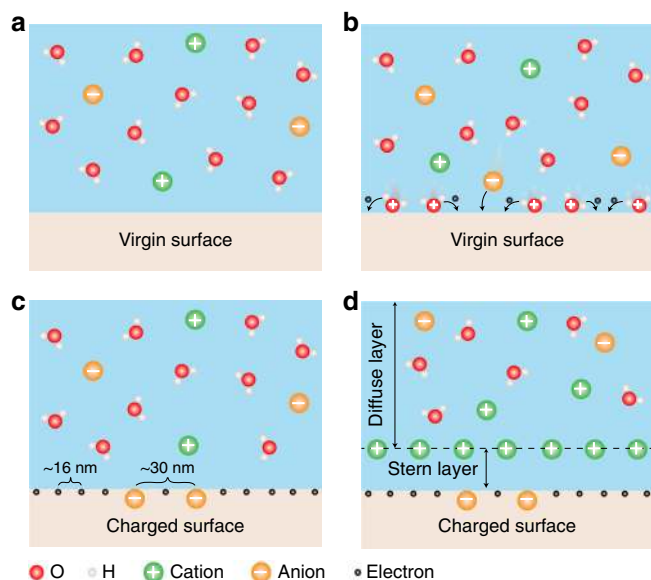 a
Virgin surface
b
Virgin surface
c
~16 nm
~30 nm
Charged surface
d
Diffuse layer
Stern layer
Charged surface
O H Cation Anion Electron